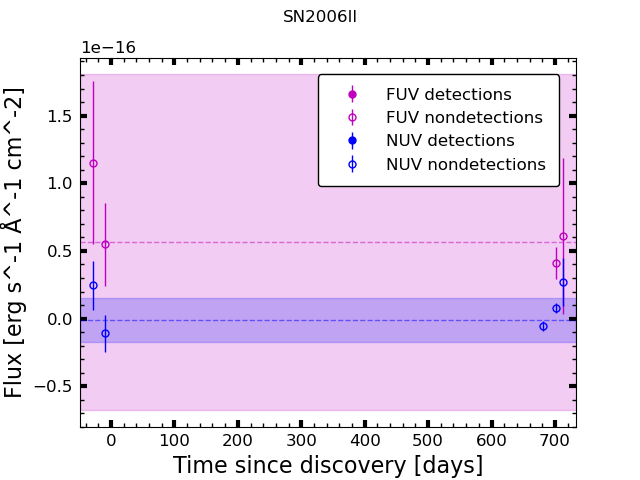 SN2006II
1e−16
Flux [erg s^-1 Å^-1 cm^-2]
1.5
1.0
0.5
0.0
−0.5
FUV detections
FUV nondetections
NUV detections
NUV nondetections
0 100 200 300 400 500 600 700
Time since discovery [days]